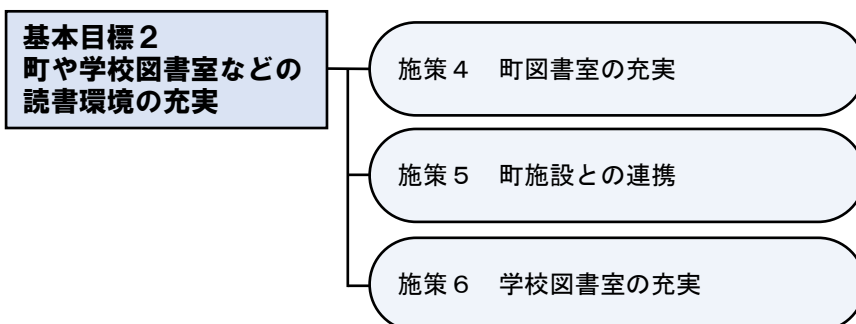 基本目標２
町や学校図書室などの
読書環境の充実
施策４　町図書室の充実
施策５　町施設との連携
施策６　学校図書室の充実